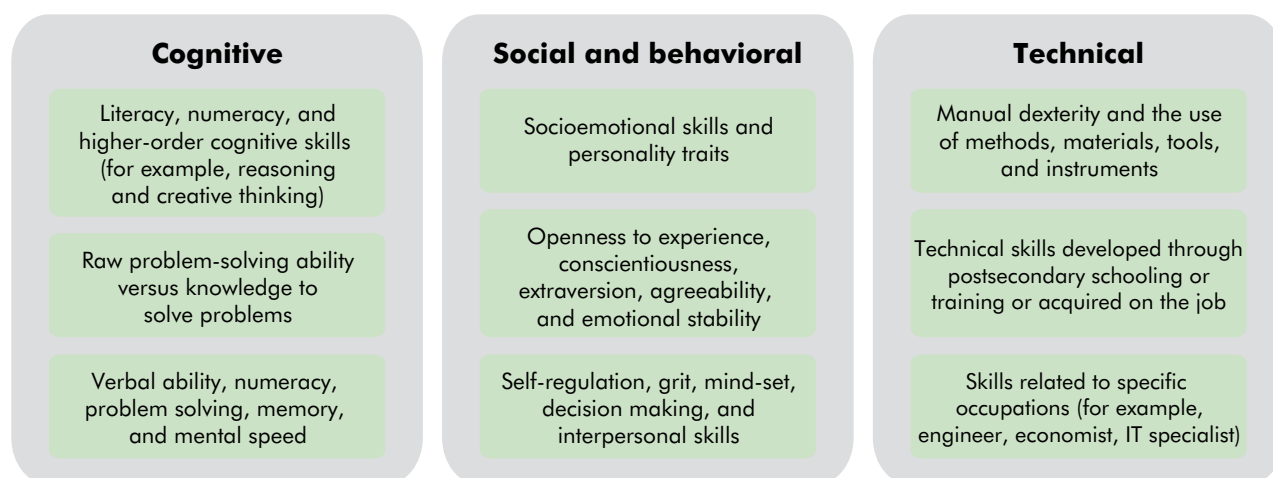 Cognitive
Literacy, numeracy, and
higher-order cognitive skills
(for example, reasoning
and creative thinking)
Raw problem-solving ability
versus knowledge to
solve problems
Verbal ability, numeracy,
problem solving, memory,
and mental speed
Social and behavioral
Socioemotional skills and
personality traits
Openness to experience,
conscientiousness,
extraversion, agreeability,
and emotional stability
Self-regulation, grit, mind-set,
decision making, and
interpersonal skills
Technical
Manual dexterity and the use
of methods, materials, tools,
and instruments
Technical skills developed through
postsecondary schooling or
training or acquired on the job
Skills related to specific
occupations (for example,
engineer, economist, IT specialist)